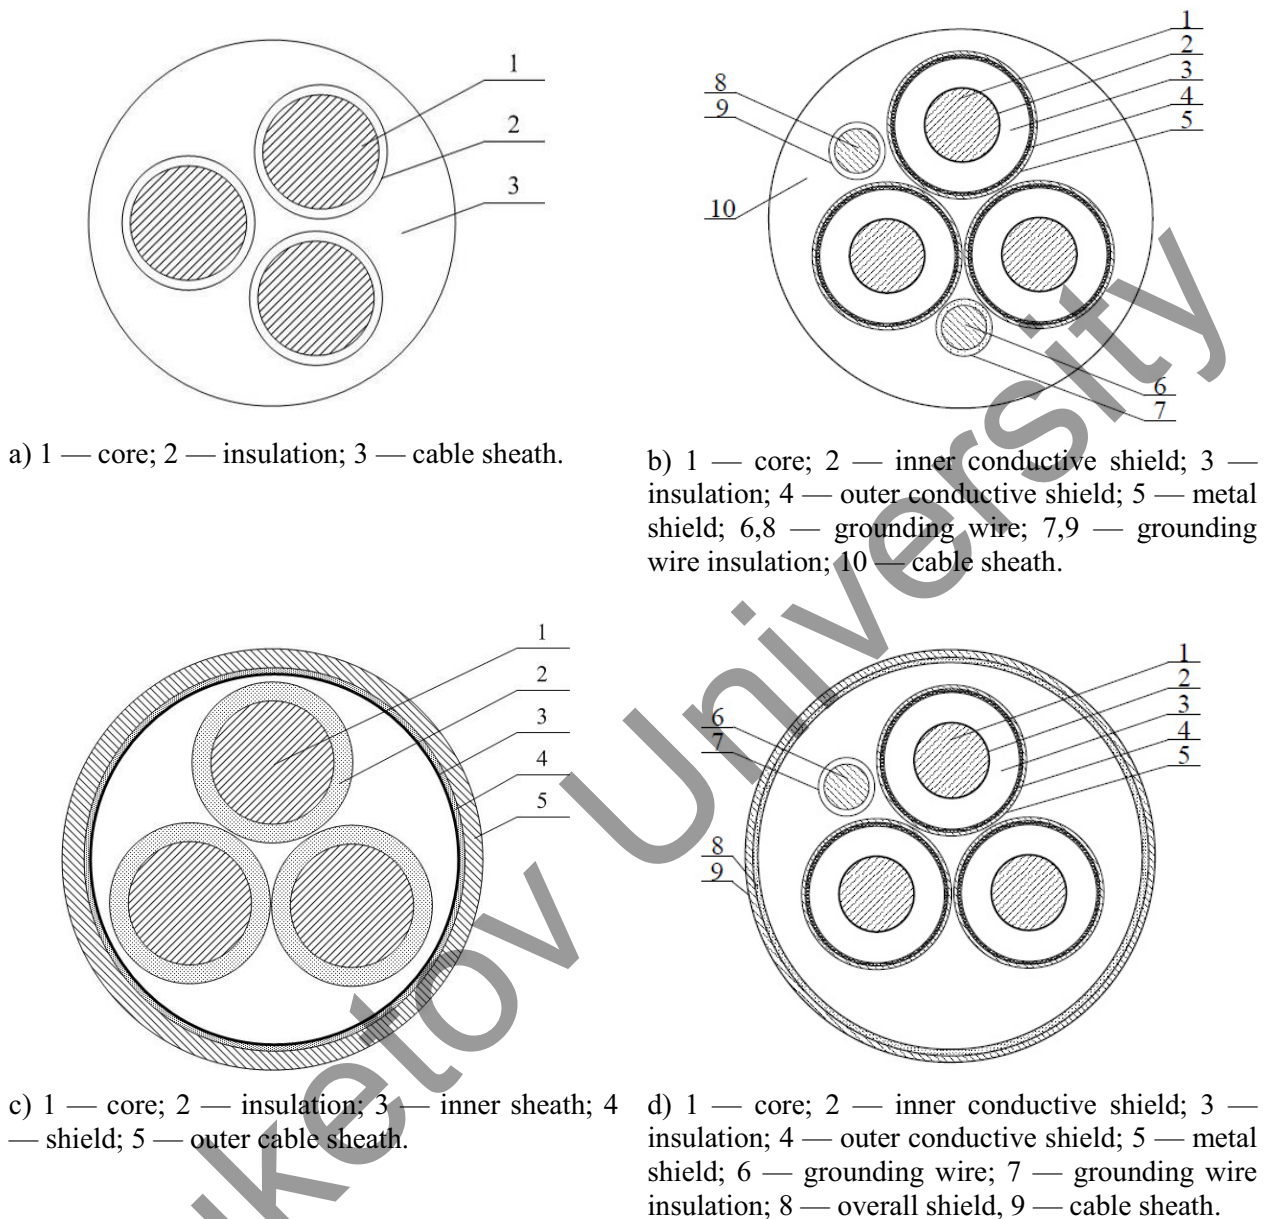 1
2
3
1
2
3
4
5
8
9
10
6
7
a) 1 — core; 2 — insulation; 3 — cable sheath.
b) 1 — core; 2 — inner conductive shield; 3 —
insulation; 4 — outer conductive shield; 5 — metal
shield; 6,8 — grounding wire; 7,9 — grounding
wire insulation; 10 — cable sheath.
1
2
3
4
5
1
2
3
4
5
6
7
8
9
c) 1 — core; 2 — insulation; 3 — inner sheath; 4
— shield; 5 — outer cable sheath.
d) 1 — core; 2 — inner conductive shield; 3 —
insulation; 4 — outer conductive shield; 5 — metal
shield; 6 — grounding wire; 7 — grounding wire
insulation; 8 — overall shield, 9 — cable sheath.
uketov University